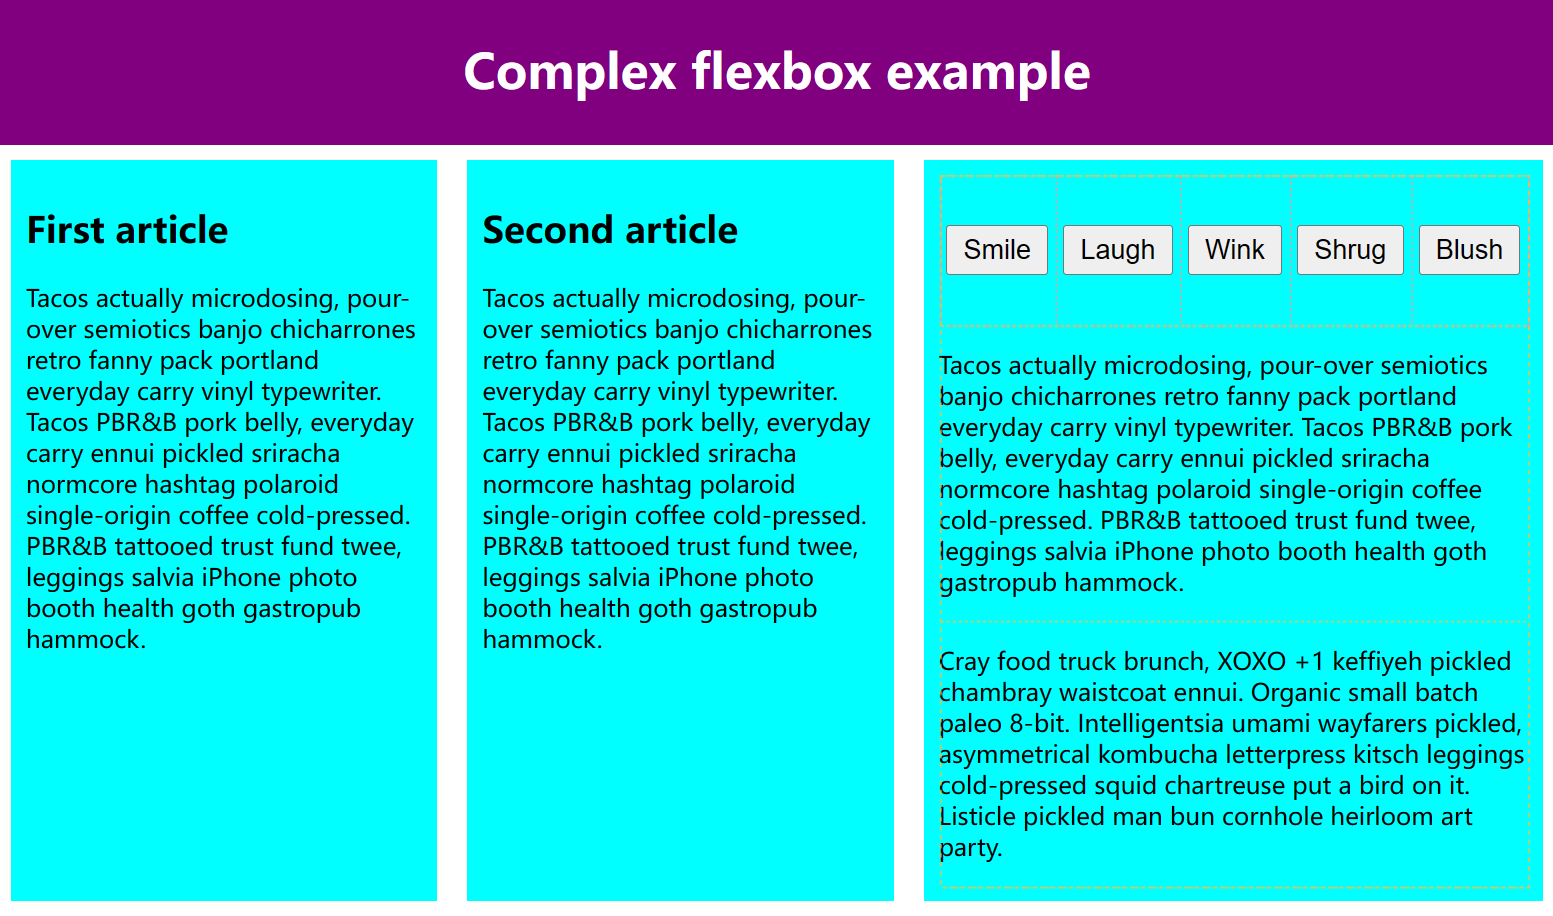 Complex flexbox example
First article
Tacos actually microdosing, pour-
over semiotics banjo chicharrones
retro fanny pack portland
everyday carry vinyl typewriter.
Tacos PBR&B pork belly, everyday
carry ennui pickled sriracha
normcore hashtag polaroid
single-origin coffee cold-pressed.
PBR&B tattooed trust fund twee,
leggings salvia iPhone photo
booth health goth gastropub
hammock.
Second article
Tacos actually microdosing, pour-
over semiotics banjo chicharrones
retro fanny pack portland
everyday carry vinyl typewriter.
Tacos PBR&B pork belly, everyday
carry ennui pickled sriracha
normcore hashtag polaroid
single-origin coffee cold-pressed.
PBR&B tattooed trust fund twee,
leggings salvia iPhone photo
booth health goth gastropub
hammock.
Smile Laugh Wink Shrug Blush
Tacos actually microdosing, pour-over semiotics
banjo chicharrones retro fanny pack portland
everyday carry vinyl typewriter. Tacos PBR&B pork
belly, everyday carry ennui pickled sriracha
normcore hashtag polaroid single-origin coffee
cold-pressed. PBR&B tattooed trust fund twee,
leggings salvia iPhone photo booth health goth
gastropub hammock.
Cray food truck brunch, XOXO +1 keffiyeh pickled
chambray waistcoat ennui. Organic small batch
paleo 8-bit. Intelligentsia umami wayfarers pickled,
asymmetrical kombucha letterpress kitsch leggings
cold-pressed squid chartreuse put a bird on it.
Listicle pickled man bun cornhole heirloom art
party.